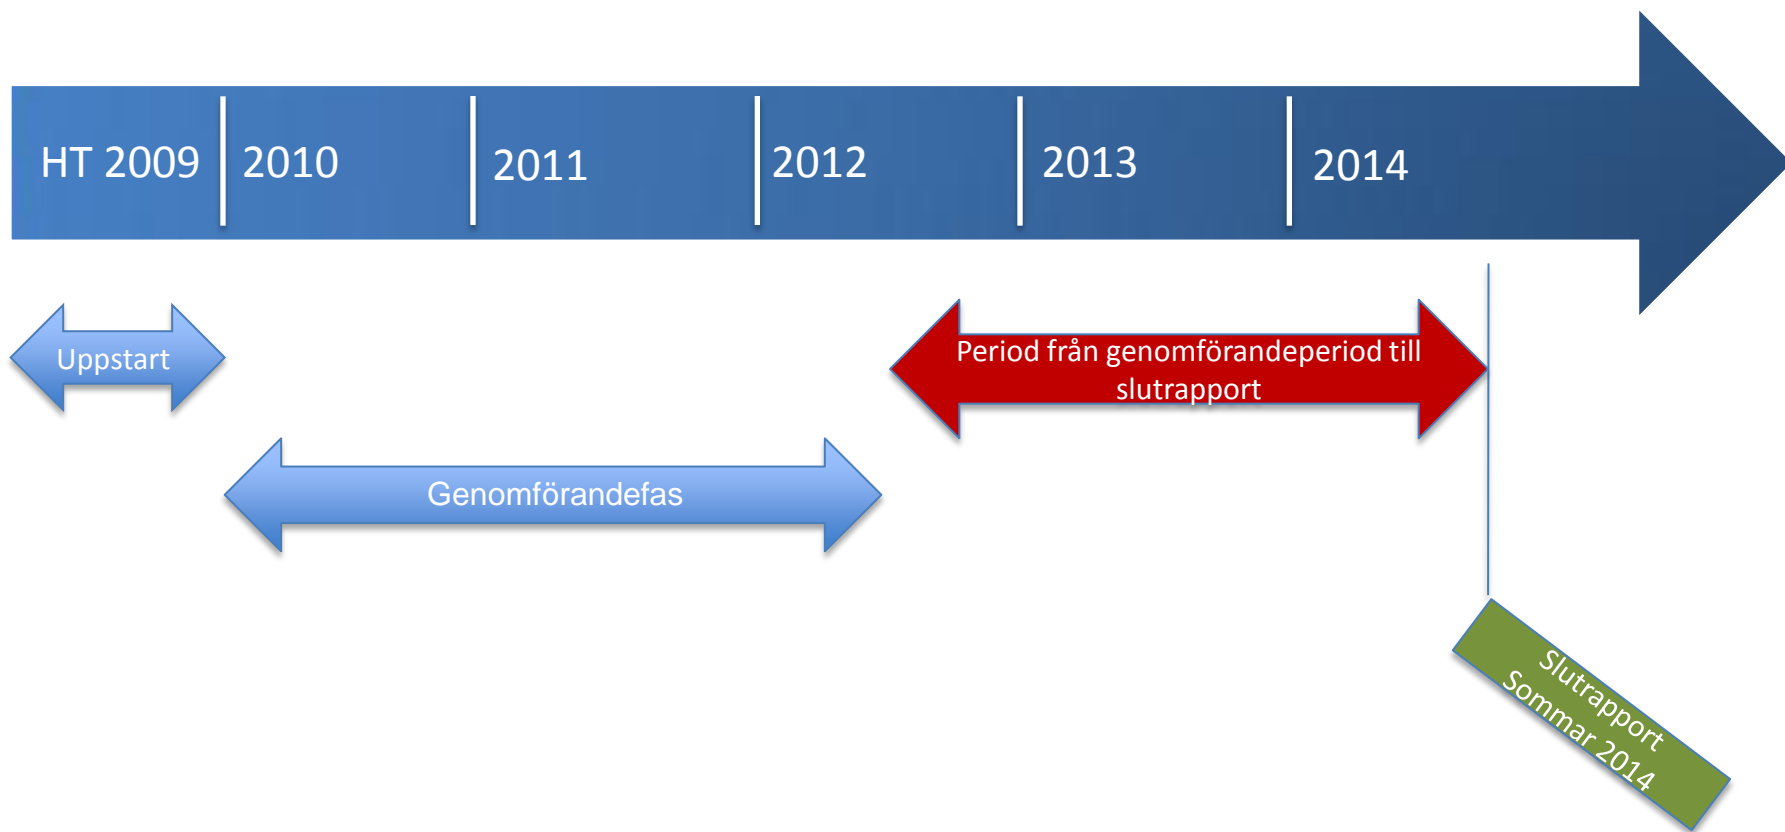 HT 2009
2010
2011
2012
2013
2014
Uppstart
Period från genomförandeperiod till
slutrapport
Genomförandefas
Slutrapport
Sommar 2014